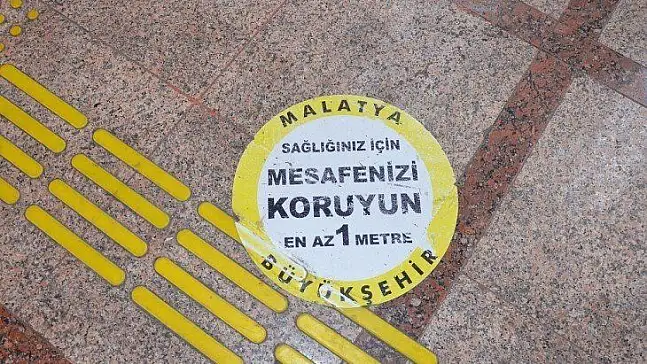 MALATYA
SAĞLIĞINIZ İÇİN
MESAFENİZİ
KORUYUN
EN AZ 1 METRE
BÜYÜKŞEHİR